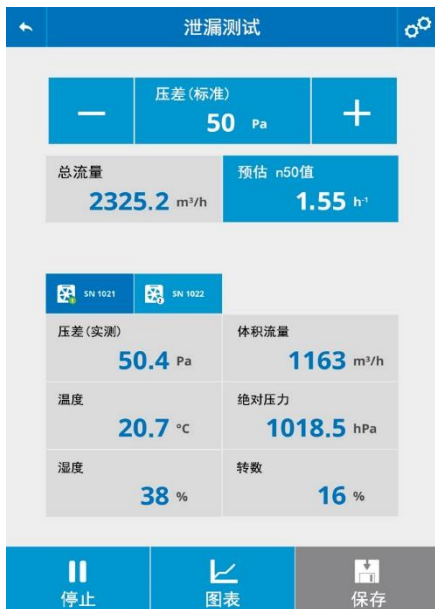 泄漏测试
压差(标准)
— 50 Pa +
总流量 预估 n50值
2325.2 m³/h 1.55 h⁻¹
SN 1021 SN 1022
压差(实测) 体积流量
50.4 Pa 1163 m³/h
温度 绝对压力
20.7 °C 1018.5 hPa
湿度 转数
38 % 16 %
停止 图表 保存